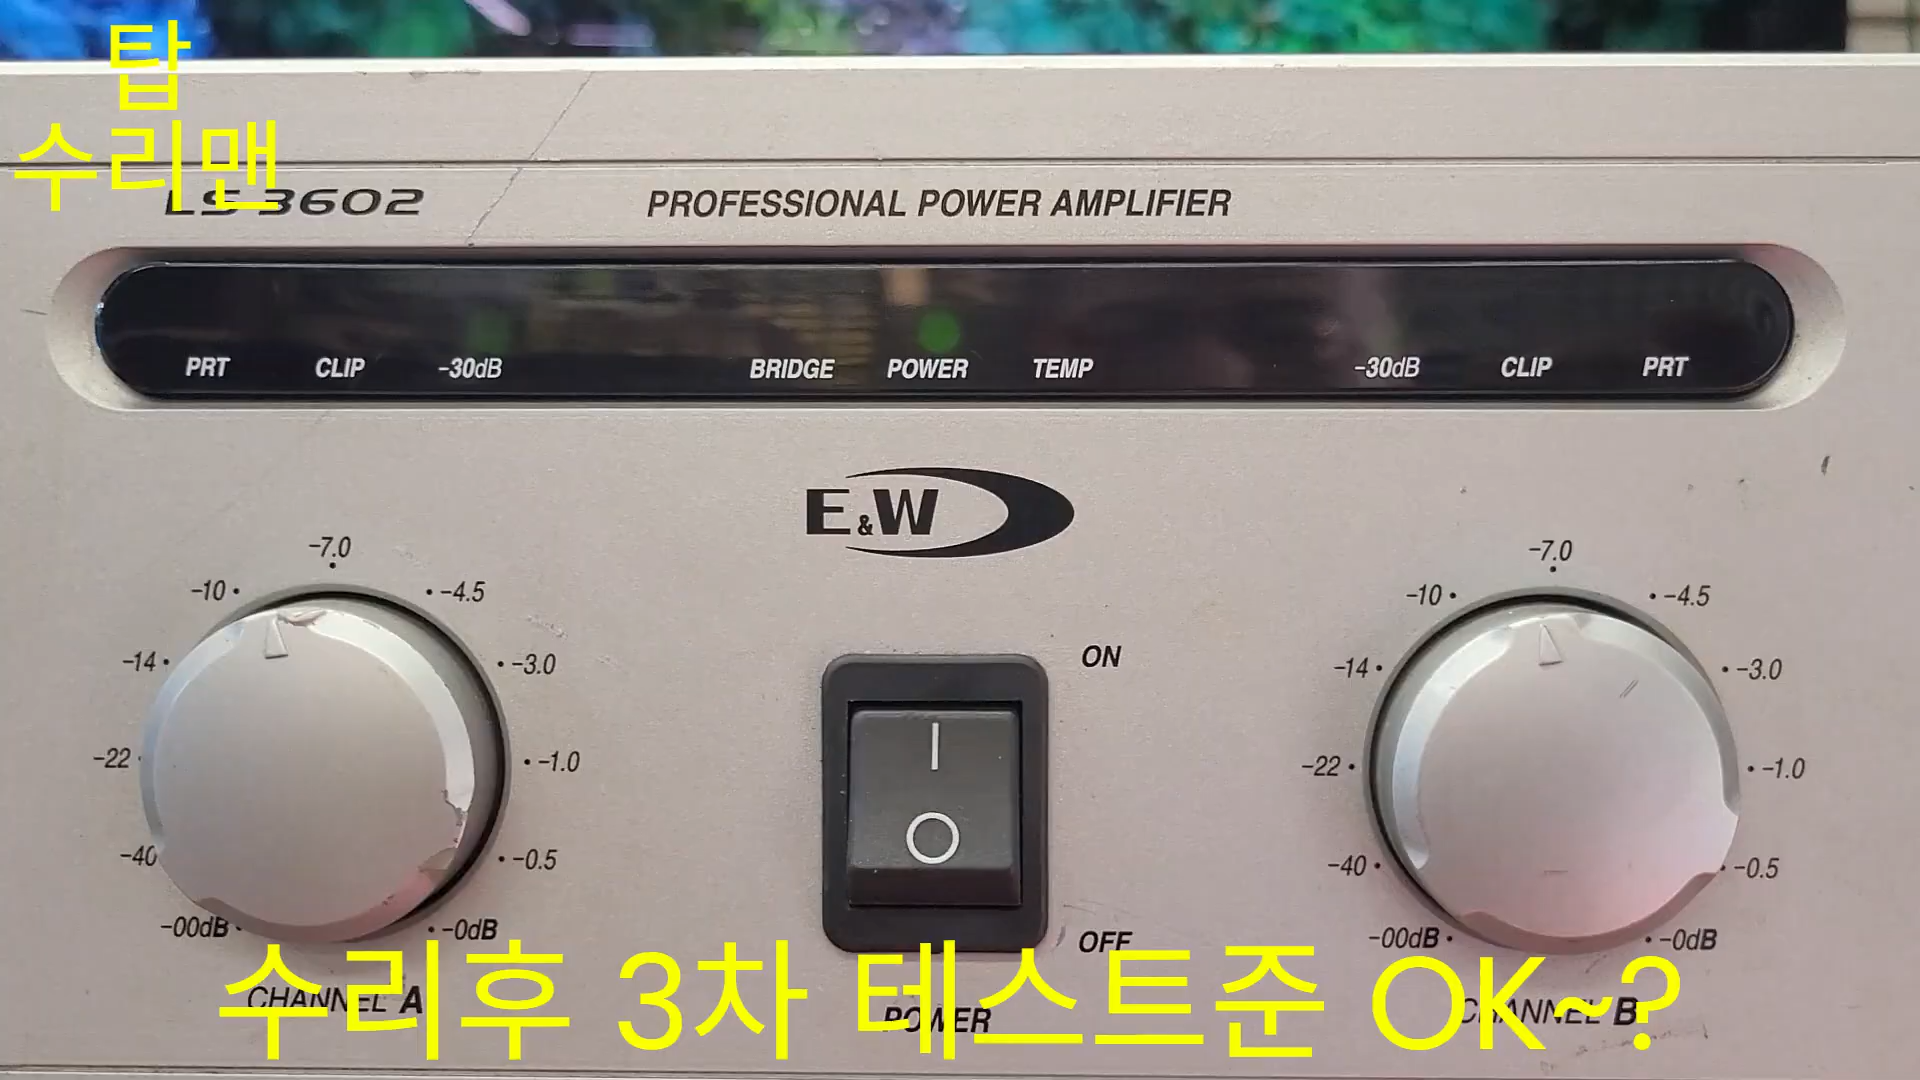 탑
수리맨
LS 3602
PROFESSIONAL POWER AMPLIFIER
PRT CLIP -30dB BRIDGE POWER TEMP -30dB CLIP PRT
E&W
-7.0
-10 -4.5
-14 -3.0
-22 -1.0
-40 -0.5
-00dB -0dB
CHANNEL A
ON
OFF
POWER
-7.0
-10 -4.5
-14 -3.0
-22 -1.0
-40 -0.5
-00dB -0dB
CHANNEL B
수리후 3차 테스트준 OK~?